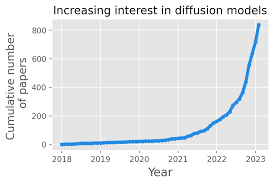 Increasing interest in diffusion models
Cumulative number
of papers
800
600
400
200
0
2018 2019 2020 2021 2022 2023
Year